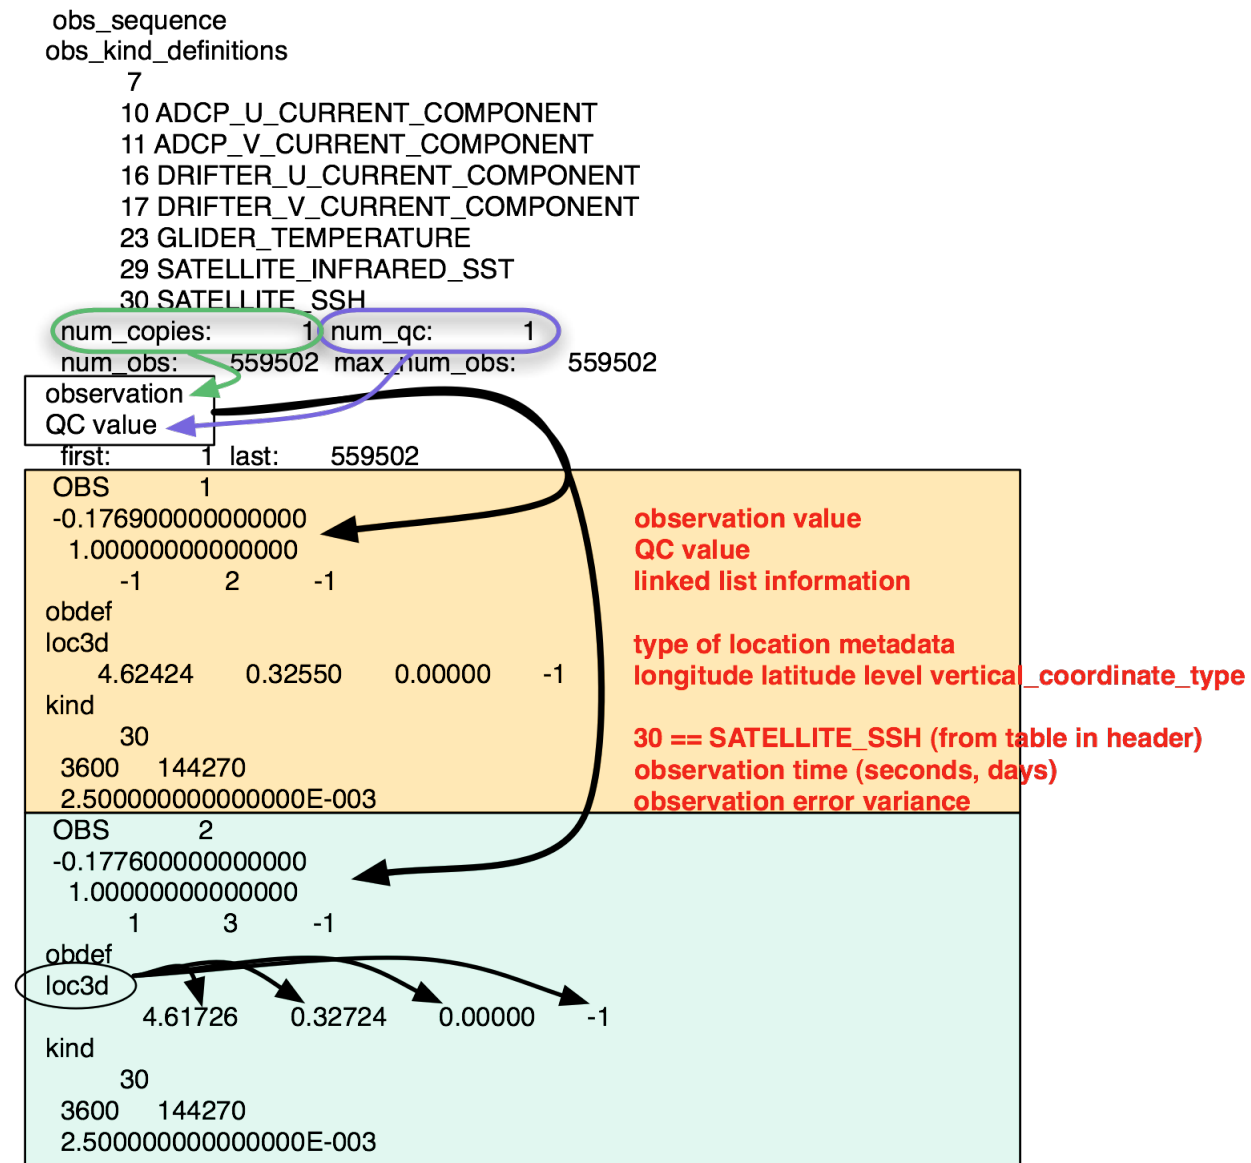 obs_sequence
obs_kind_definitions
7
10 ADCP_U_CURRENT_COMPONENT
11 ADCP_V_CURRENT_COMPONENT
16 DRIFTER_U_CURRENT_COMPONENT
17 DRIFTER_V_CURRENT_COMPONENT
23 GLIDER_TEMPERATURE
29 SATELLITE_INFRARED_SST
30 SATELLITE_SSH
num_copies: 1 num_qc: 1
num_obs: 559502 max_num_obs: 559502
observation
QC value
first: 1 last: 559502
OBS 1
-0.176900000000000 observation value
1.00000000000000 QC value
-1 2 -1 linked list information
obdef
loc3d type of location metadata
4.62424 0.32550 0.00000 -1 longitude latitude level vertical_coordinate_type
kind
30 30 == SATELLITE_SSH (from table in header)
3600 144270 observation time (seconds, days)
2.500000000000000E-003 observation error variance
OBS 2
-0.177600000000000
1.00000000000000
1 3 -1
obdef
loc3d
4.61726 0.32724 0.00000 -1
kind
30
3600 144270
2.500000000000000E-003